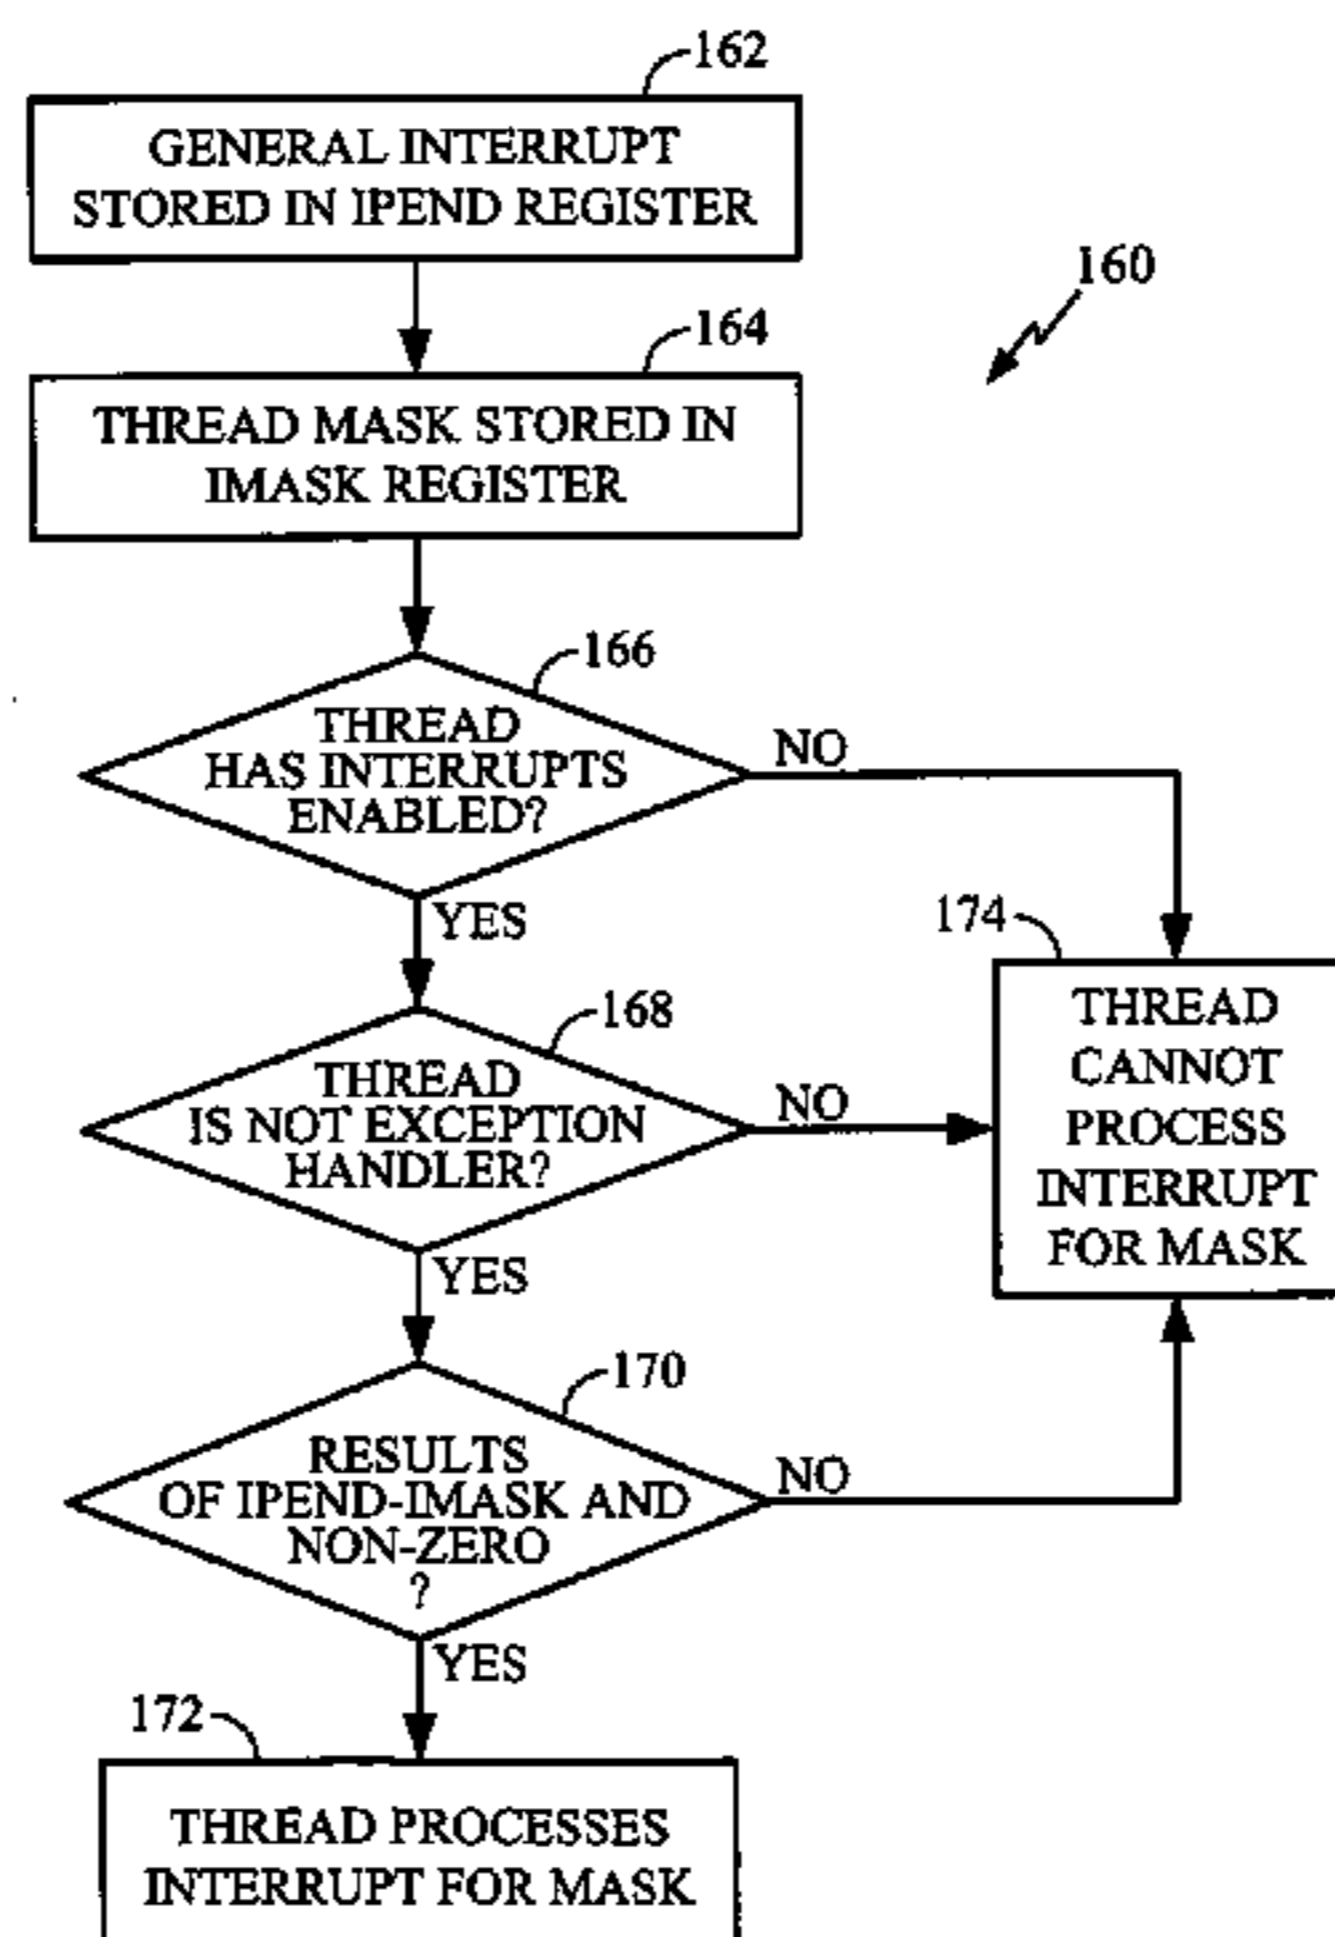 162
GENERAL INTERRUPT
STORED IN IPEND REGISTER
160
164
THREAD MASK STORED IN
IMASK REGISTER
166
THREAD
HAS INTERRUPTS
ENABLED?
NO
YES
174
THREAD
CANNOT
PROCESS
INTERRUPT
FOR MASK
168
THREAD
IS NOT EXCEPTION
HANDLER?
NO
YES
170
RESULTS
OF IPEND-IMASK AND
NON-ZERO
?
NO
YES
172
THREAD PROCESSES
INTERRUPT FOR MASK